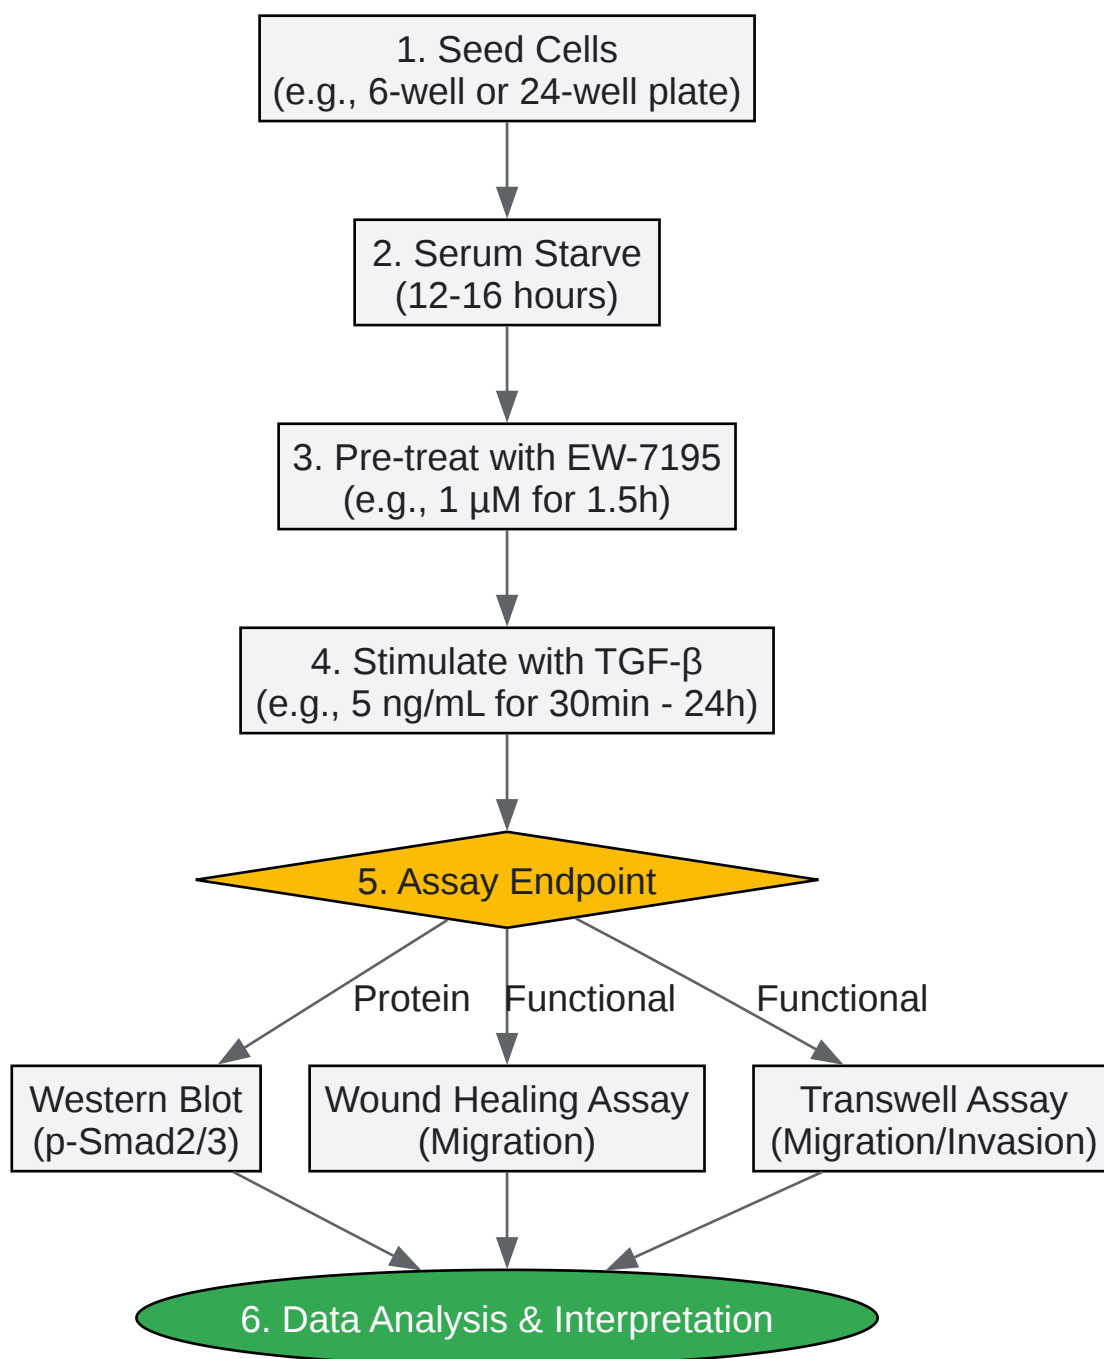 1. Seed Cells
(e.g., 6-well or 24-well plate)
2. Serum Starve
(12-16 hours)
3. Pre-treat with EW-7195
(e.g., 1 µM for 1.5h)
4. Stimulate with TGF-β
(e.g., 5 ng/mL for 30min - 24h)
5. Assay Endpoint
Protein
Functional
Functional
Western Blot
(p-Smad2/3)
Wound Healing Assay
(Migration)
Transwell Assay
(Migration/Invasion)
6. Data Analysis & Interpretation